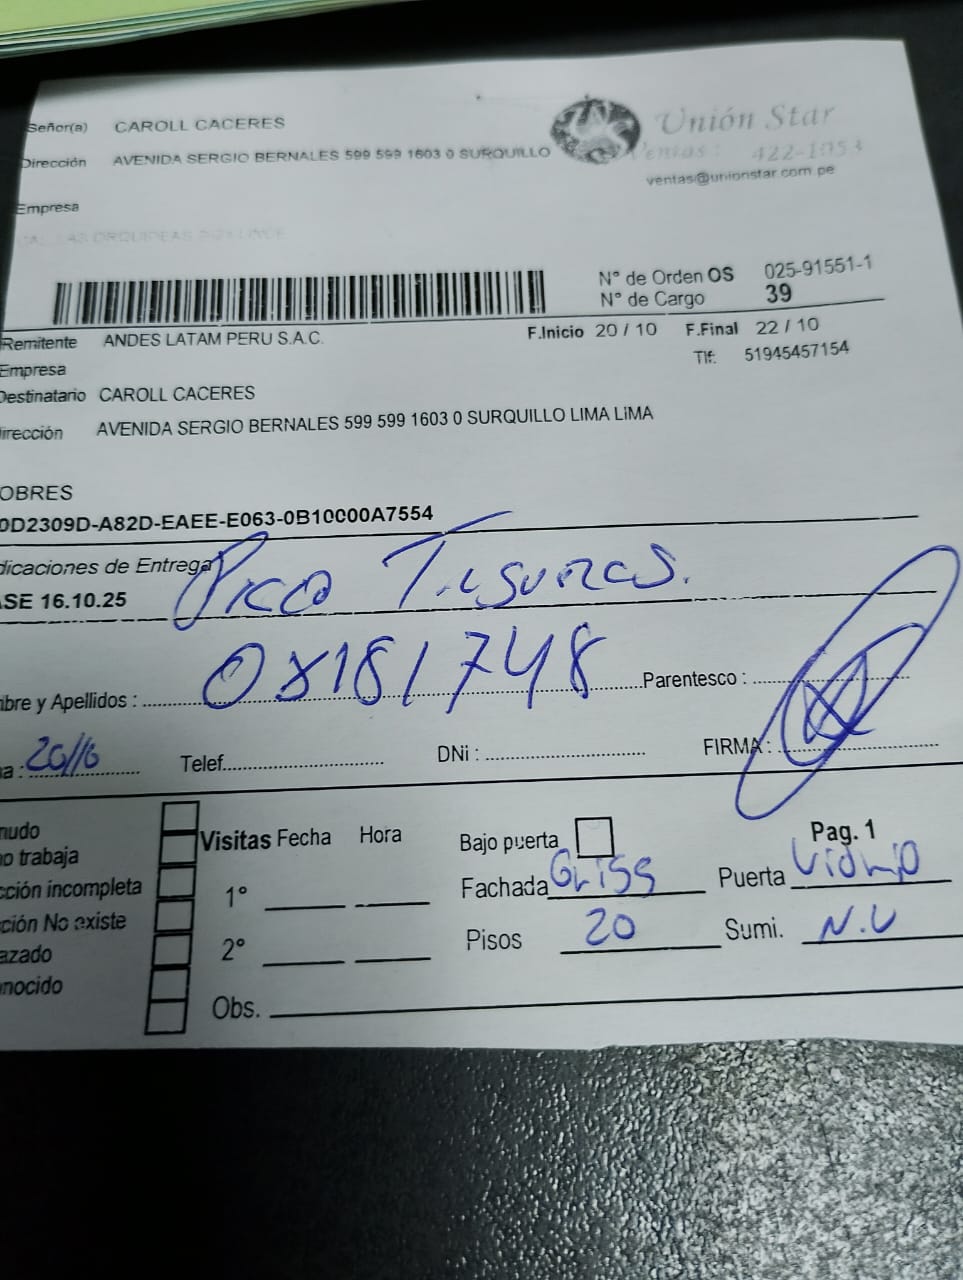 Señor(a) CAROLL CACERES
Dirección AVENIDA SERGIO BERNALES 599 599 1603 0 SURQUILLO
Unión Star
Ventas: 422-1053
ventas@unionstar.com.pe
Empresa
ORQUIDEAS
N° de Orden OS 025-91551-1
N° de Cargo 39
Remitente ANDES LATAM PERU S.A.C.
F.Inicio 20 / 10 F.Final 22 / 10
Empresa
Tlf: 51945457154
Destinatario CAROLL CACERES
irección AVENIDA SERGIO BERNALES 599 599 1603 0 SURQUILLO LIMA LIMA
OBRES
0D2309D-A82D-EAEE-E063-0B10000A7554
dicaciones de Entrega
ASE 16.10.25
bre y Apellidos : Parentesco :
a : 20/10 Telef. DNi : FIRMA :
nudo
o trabaja
Visitas Fecha Hora Bajo puerta Pag. 1
cción incompleta 1° Fachada Puerta Vidrio
ción No existe
2° Pisos 20 Sumi. N.V
azado
nocido
Obs.